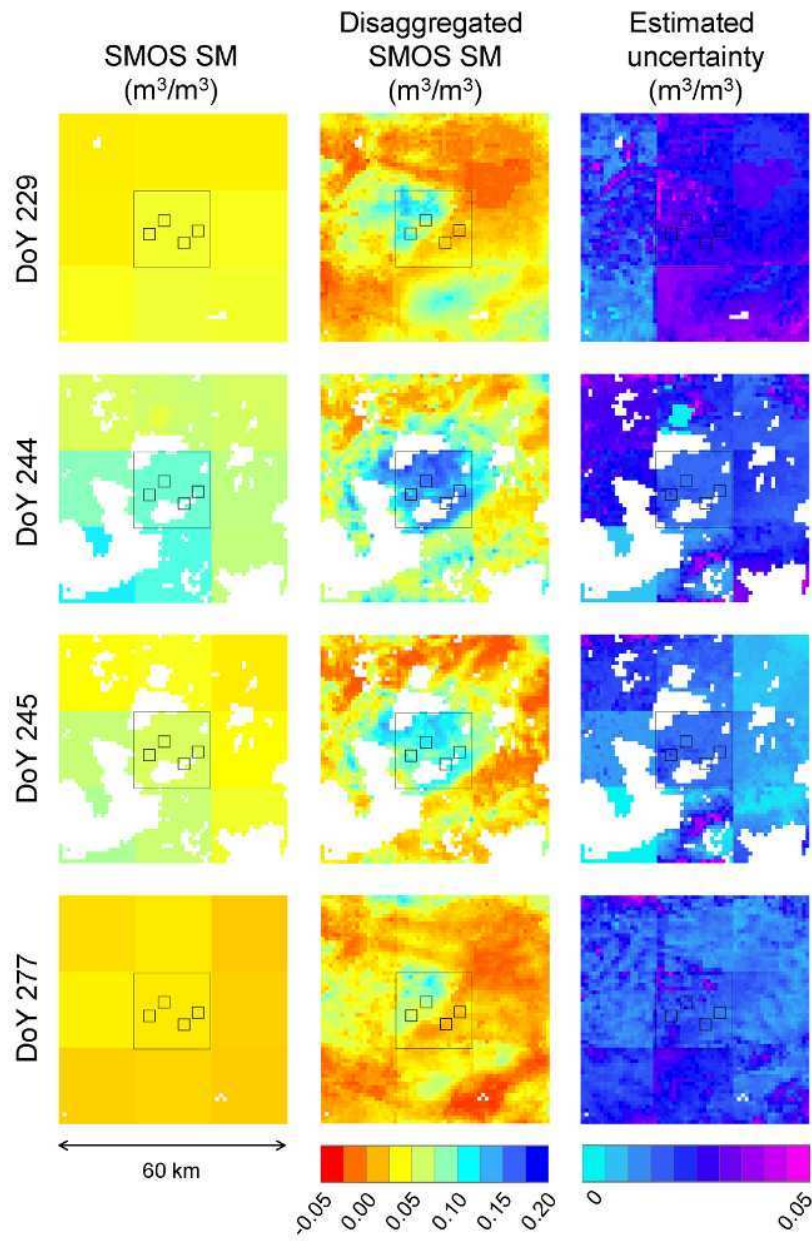 SMOS SM
(m³/m³)
Disaggregated
SMOS SM
(m³/m³)
Estimated
uncertainty
(m³/m³)
DoY 229
DoY 244
DoY 245
DoY 277
60 km
-0.05
0.00
0.05
0.10
0.15
0.20
0
0.05